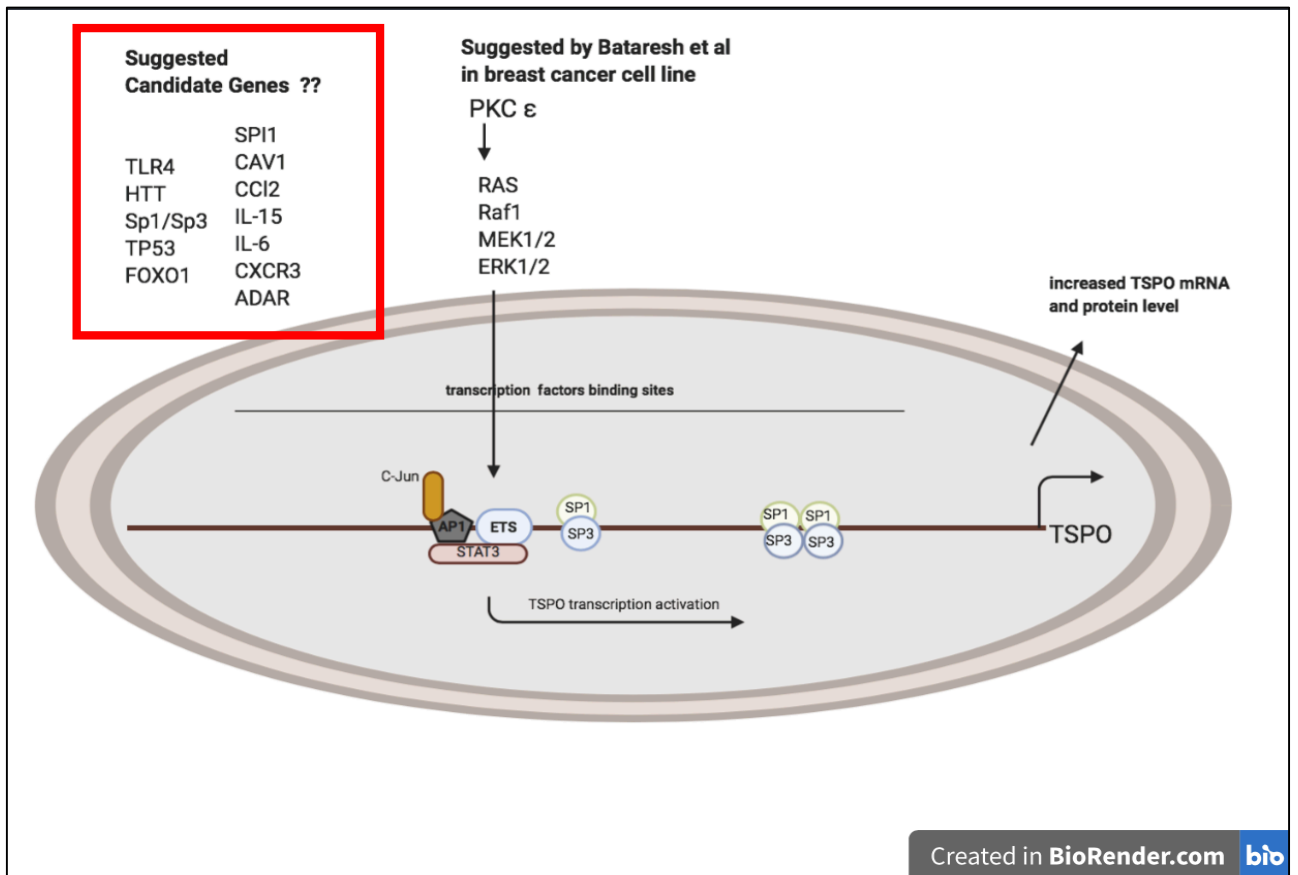 Suggested
Candidate Genes ??
TLR4
HTT
Sp1/Sp3
TP53
FOXO1
SPI1
CAV1
CCl2
IL-15
IL-6
CXCR3
ADAR
Suggested by Bataresh et al
in breast cancer cell line
PKC ε
RAS
Raf1
MEK1/2
ERK1/2
increased TSPO mRNA
and protein level
transcription factors binding sites
C-Jun
AP1
ETS
STAT3
SP1
SP3
SP1
SP1
SP3
SP3
TSPO
TSPO transcription activation
Created in BioRender.com
bio